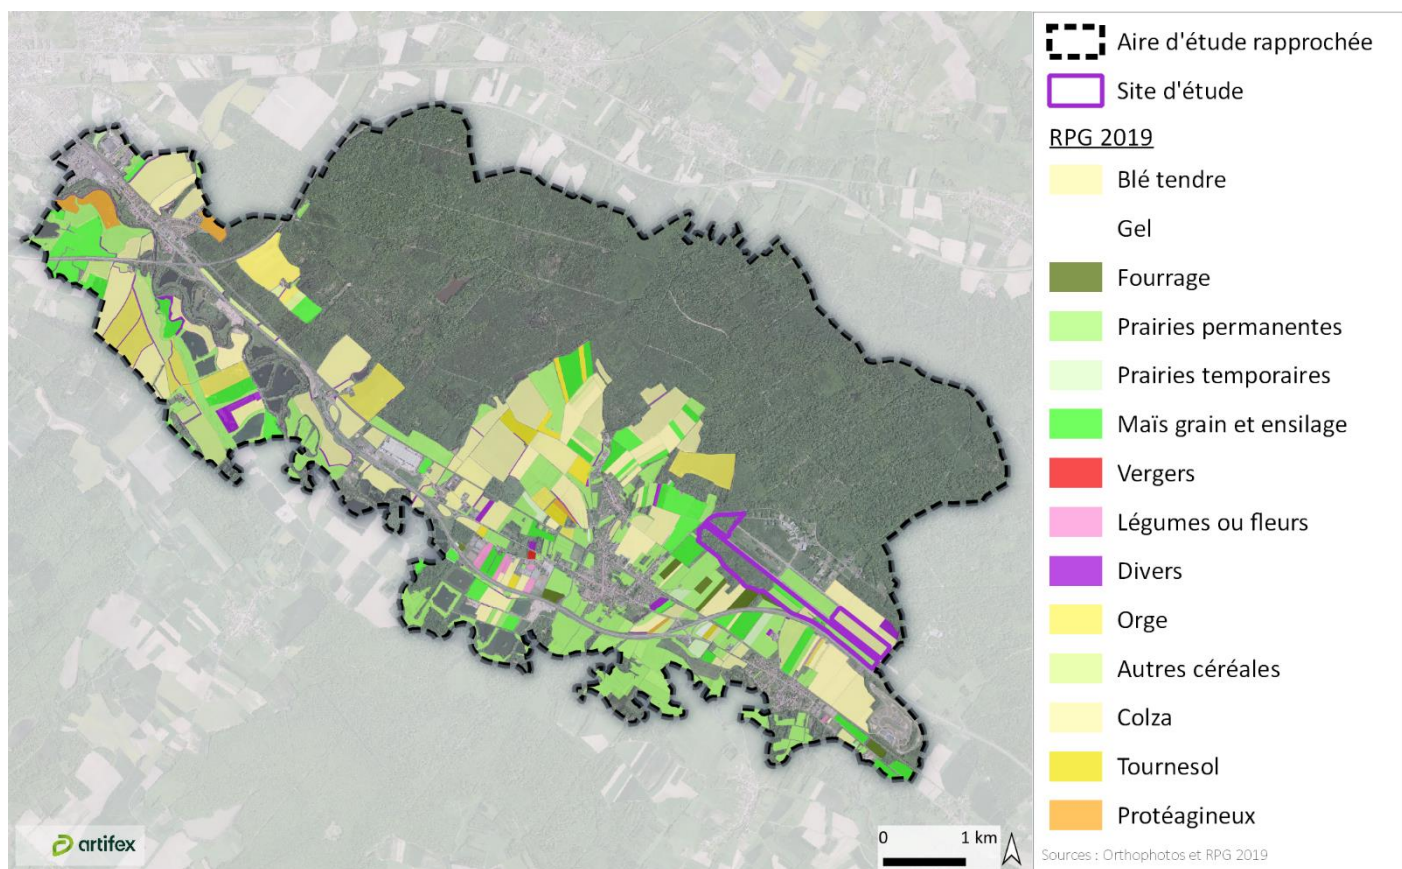 Aire d'étude rapprochée
Site d'étude
RPG 2019
Blé tendre
Gel
Fourrage
Prairies permanentes
Prairies temporaires
Maïs grain et ensilage
Vergers
Légumes ou fleurs
Divers
Orge
Autres céréales
Colza
Tournesol
Protéagineux
Sources : Orthophotos et RPG 2019
artifex
0 1 km